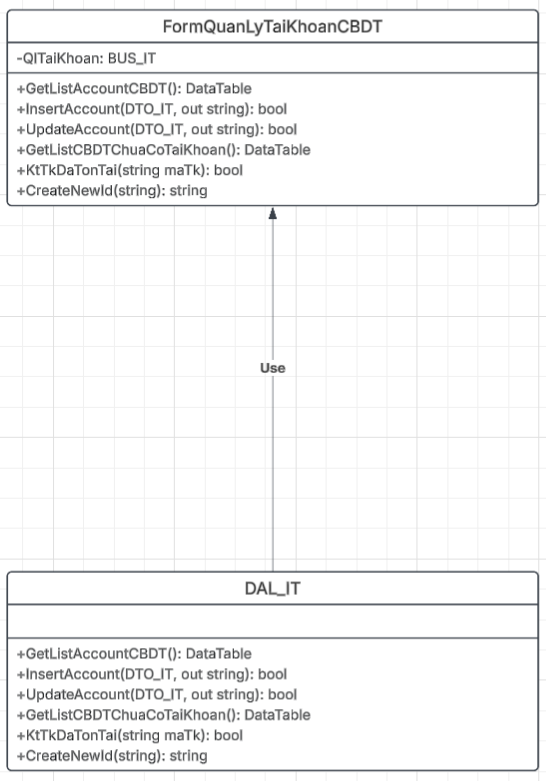 FormQuanLyTaiKhoanCBDT
-QlTaiKhoan: BUS_IT
+GetListAccountCBDT(): DataTable
+InsertAccount(DTO_IT, out string): bool
+UpdateAccount(DTO_IT, out string): bool
+GetListCBDTChuaCoTaiKhoan(): DataTable
+KtTkDaTonTai(string maTk): bool
+CreateNewId(string): string
Use
DAL_IT
+GetListAccountCBDT(): DataTable
+InsertAccount(DTO_IT, out string): bool
+UpdateAccount(DTO_IT, out string): bool
+GetListCBDTChuaCoTaiKhoan(): DataTable
+KtTkDaTonTai(string maTk): bool
+CreateNewId(string): string